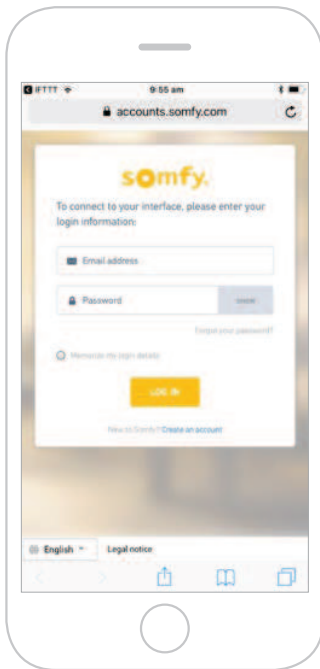 IFTTT 9:55 am
accounts.somfy.com
somfy.
To connect to your interface, please enter your
login information:
Email address
Password SHOW
Forgot your password?
Memorize my login details
LOG IN
New to Somfy? Create an account
English Legal notice